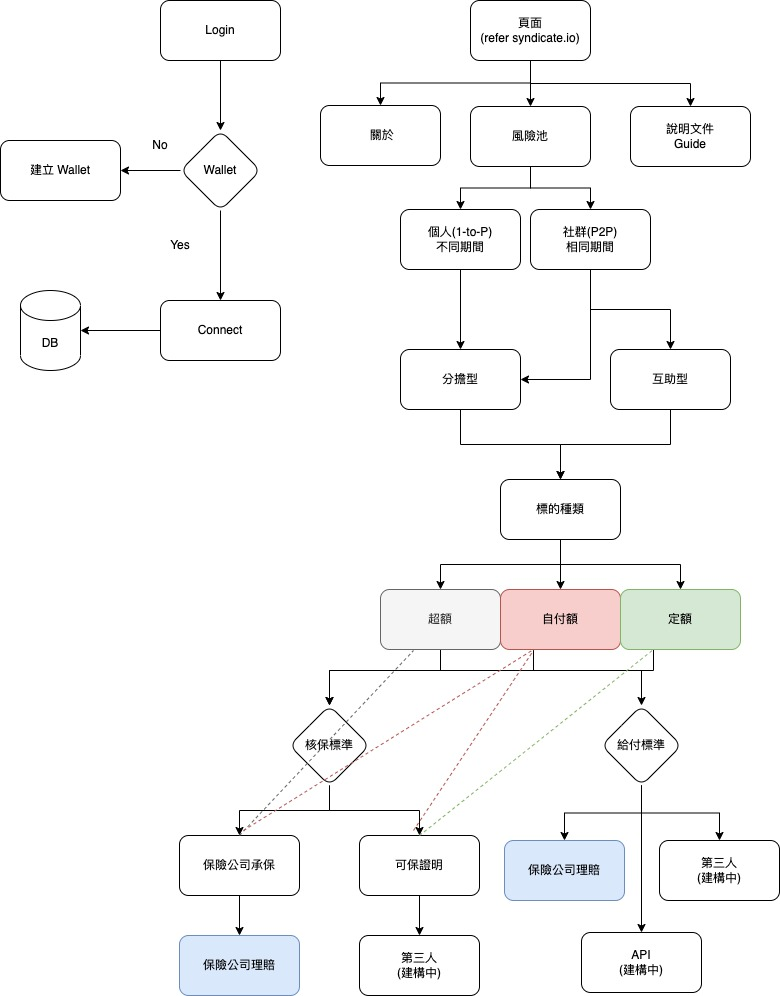 Login
頁面
(refer syndicate.io)
關於
風險池
說明文件
Guide
No
建立 Wallet
Wallet
個人(1-to-P)
不同期間
社群(P2P)
相同期間
Yes
DB
Connect
分擔型
互助型
標的種類
超額
自付額
定額
核保標準
給付標準
保險公司承保
可保證明
保險公司理賠
第三人
(建構中)
保險公司理賠
第三人
(建構中)
API
(建構中)